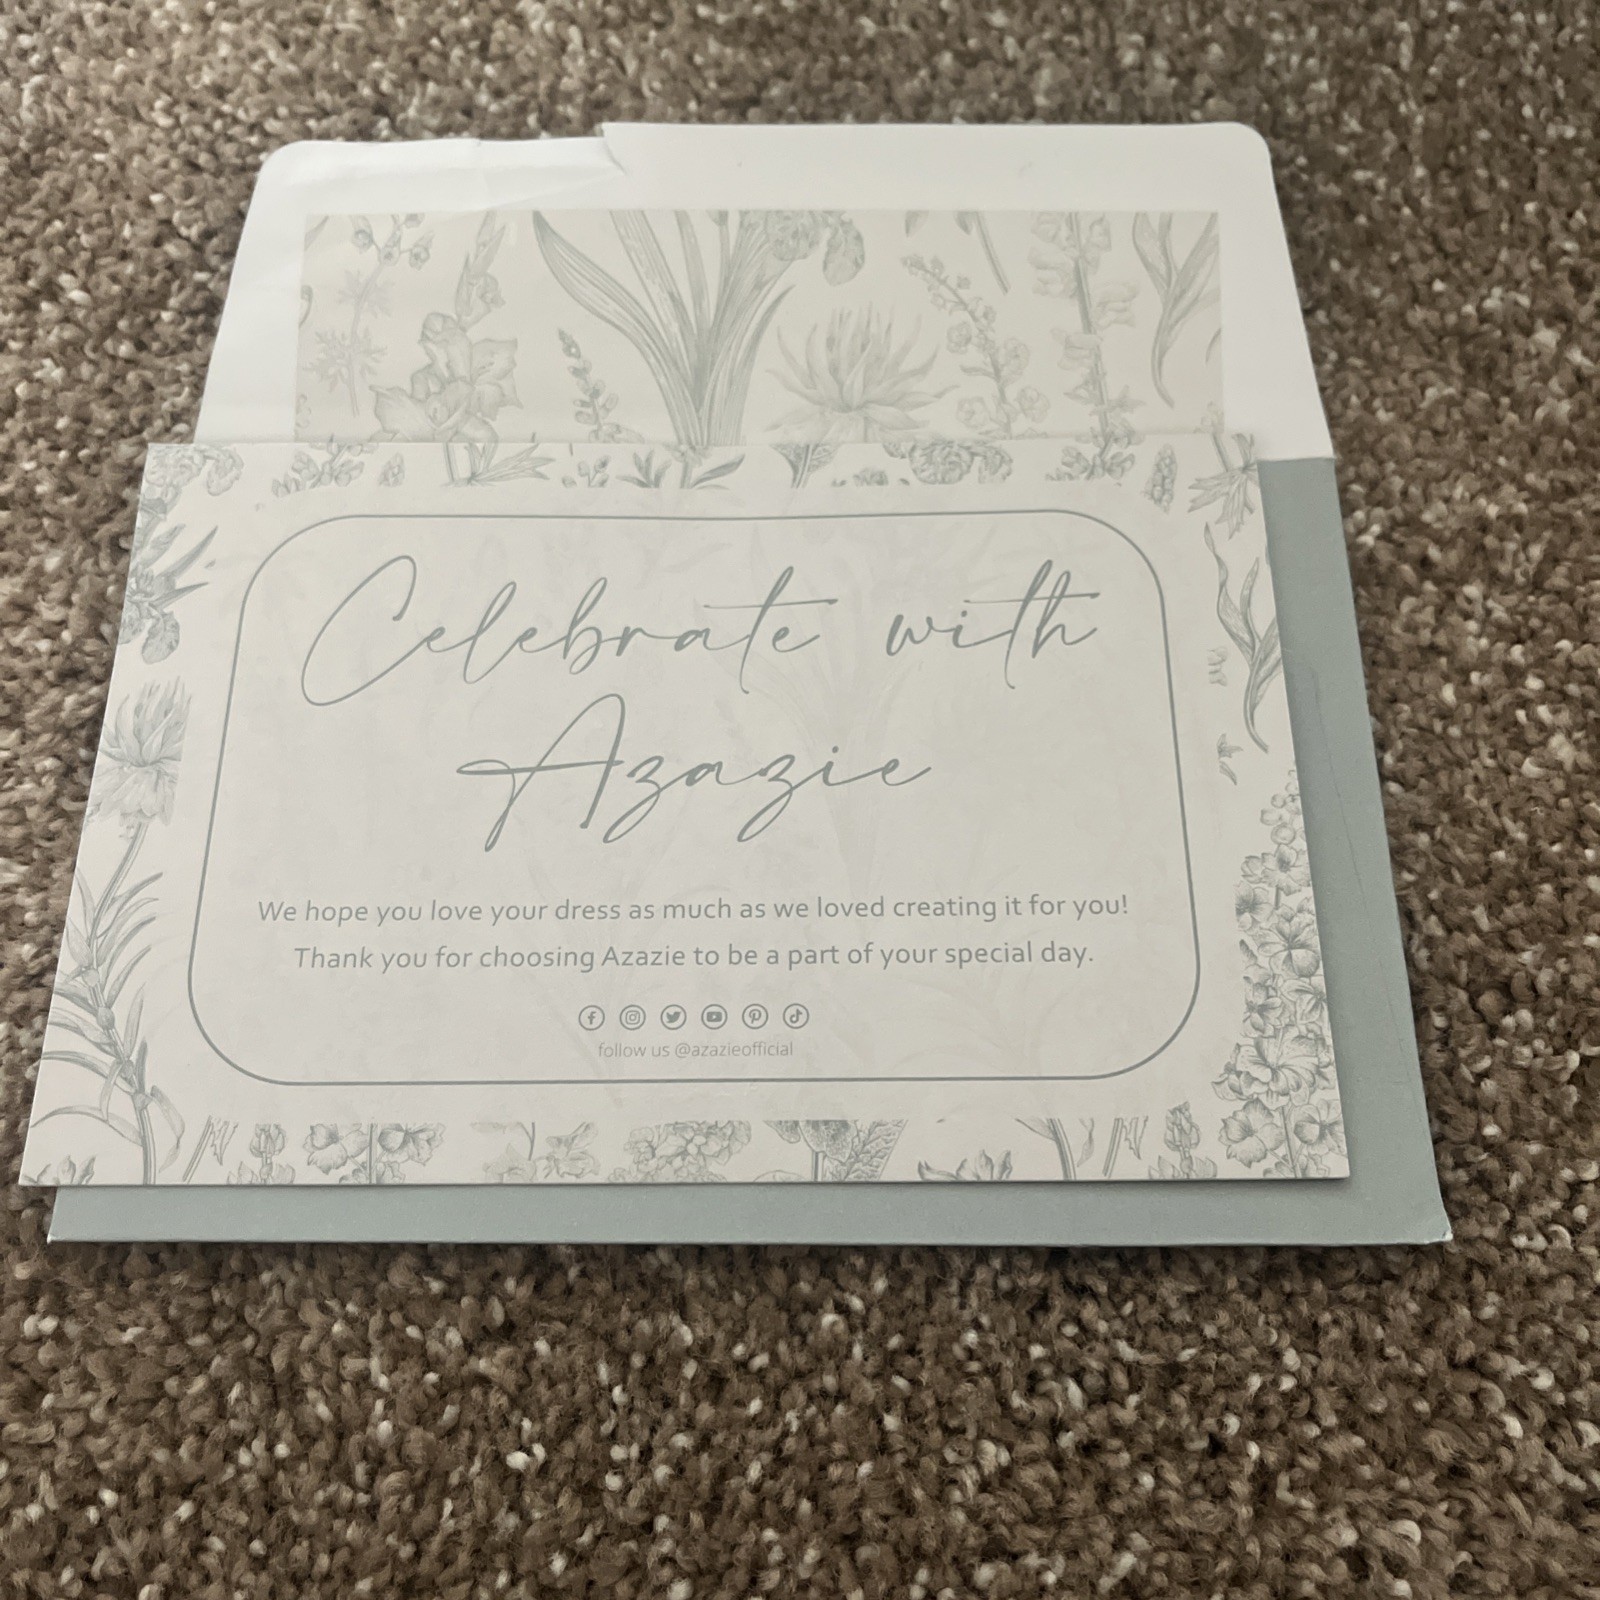 Celebrate with
Azazie
We hope you love your dress as much as we loved creating it for you!
Thank you for choosing Azazie to be a part of your special day.
follow us @azazieofficial